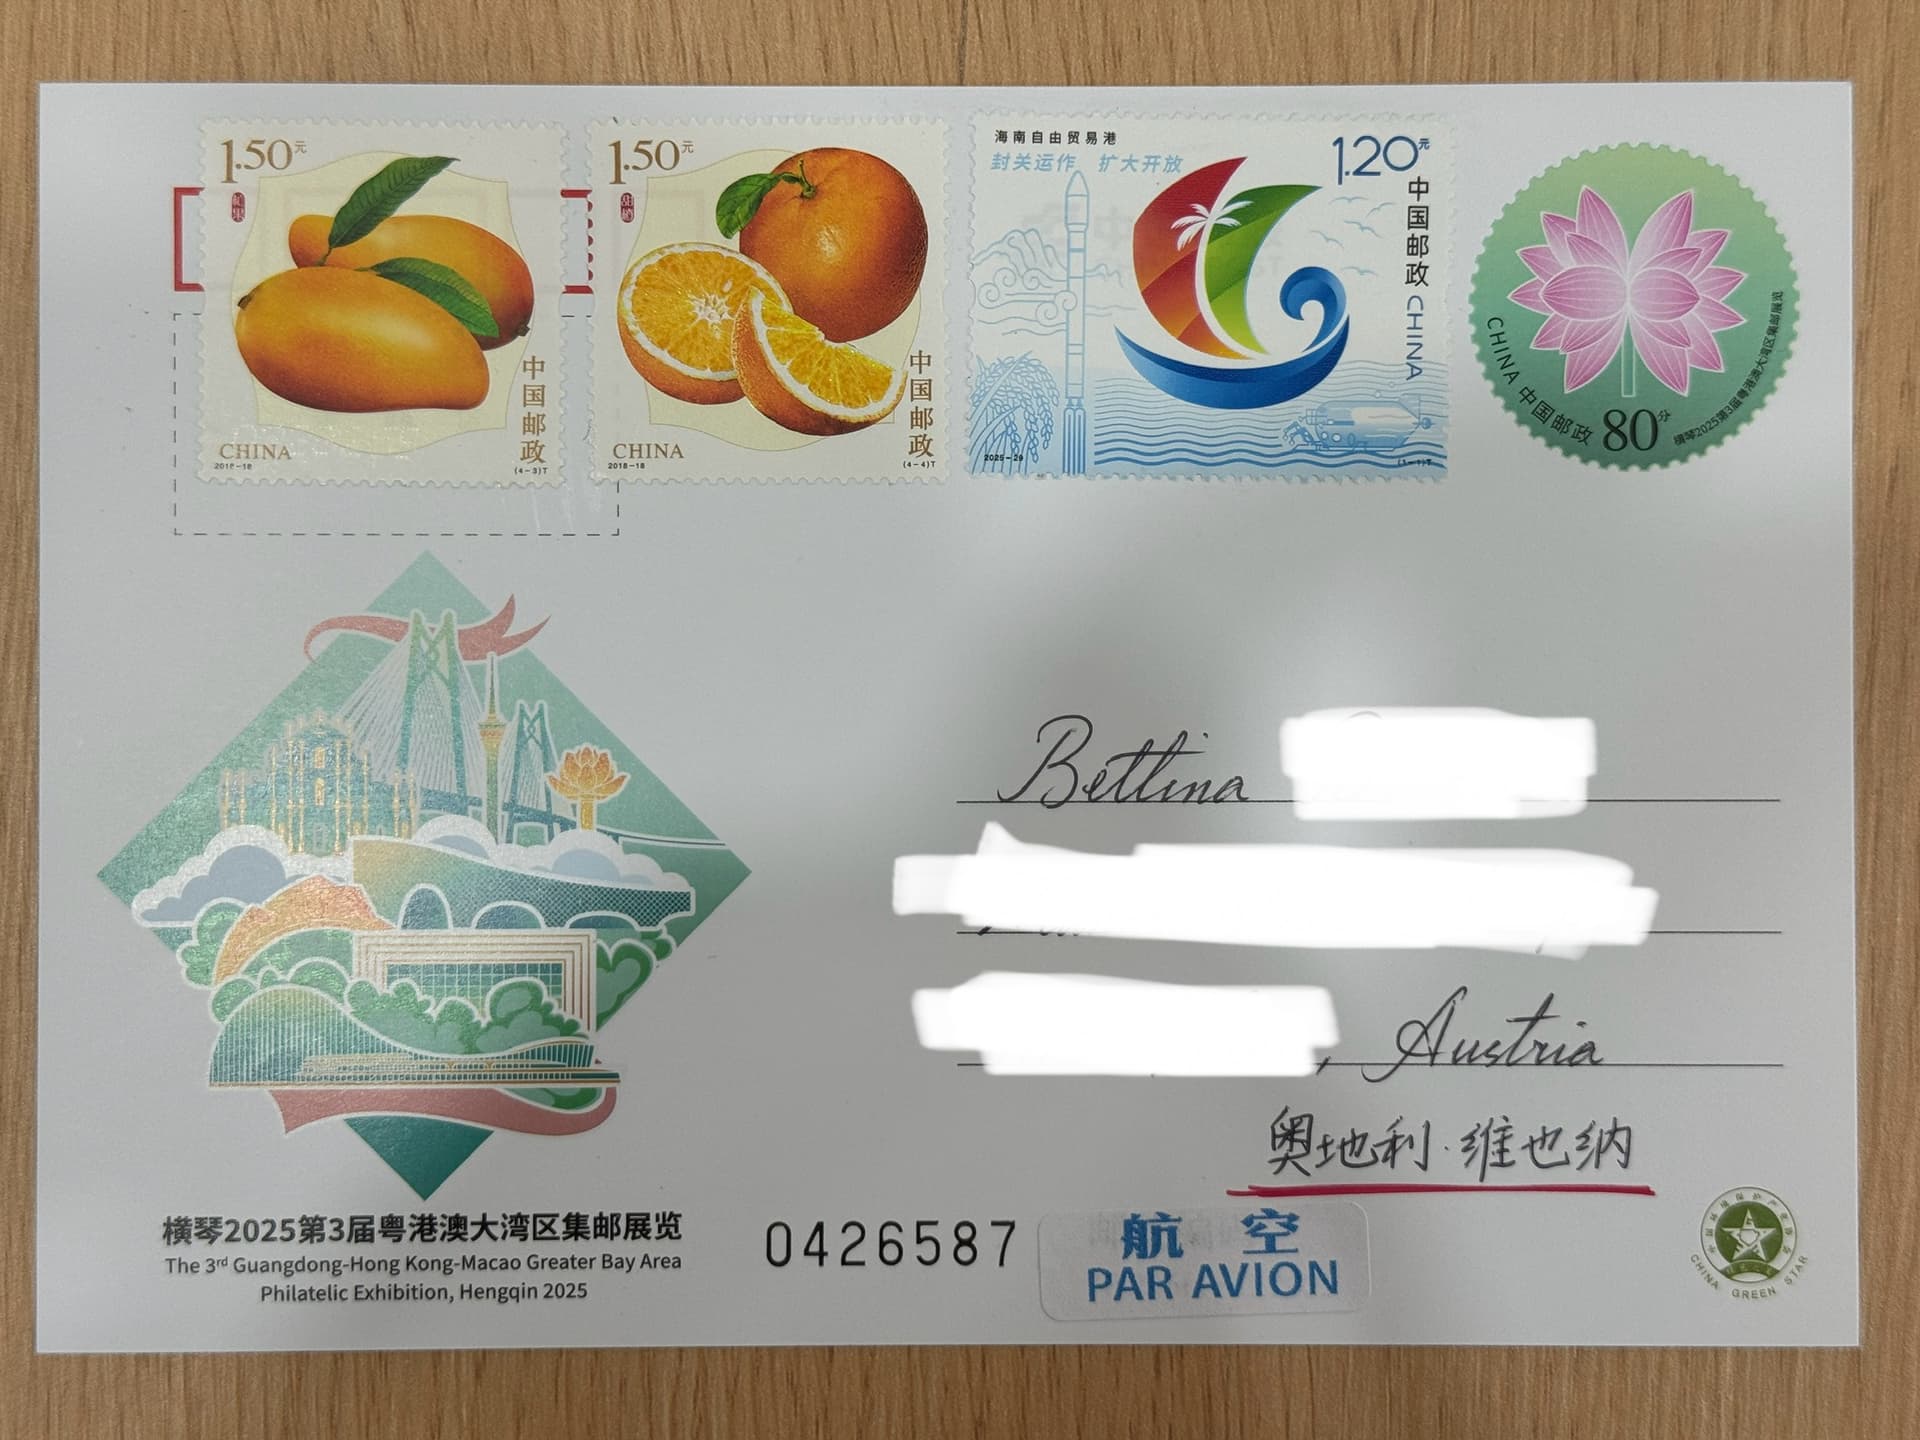 1.50元
芒果
中国邮政
CHINA
2018-18
(4-3)T
1.50元
甜橙
中国邮政
CHINA
2018-18
(4-4)T
海南自由贸易港
封关运作 扩大开放
1.20元
中国邮政 CHINA
2025-29
(1-1)T
CHINA 中国邮政
80分
横琴2025第3届粤港澳大湾区集邮展览
Bettina
, Austria
奥地利·维也纳
横琴2025第3届粤港澳大湾区集邮展览
The 3rd Guangdong-Hong Kong-Macao Greater Bay Area
Philatelic Exhibition, Hengqin 2025
0426587
航 空
PAR AVION
CHINA GREEN STAR